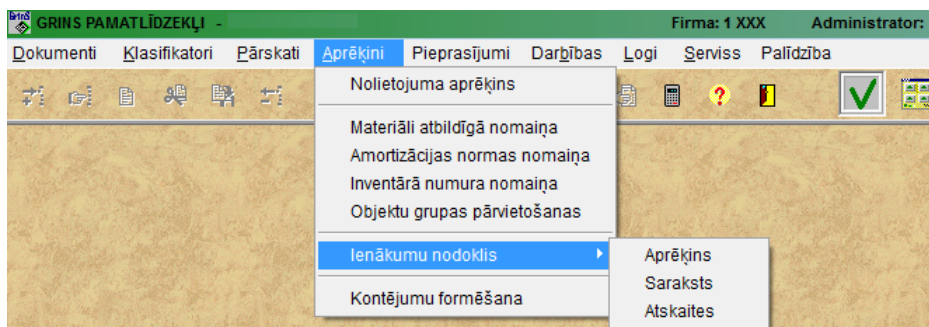 GRINS PAMATLĪDZEKĻI - Firma: 1 XXX Administrator:
Dokumenti Klasifikatori Pārskati Aprēķini Pieprasījumi Darbības Logi Serviss Palīdzība
Nolietojuma aprēķins
Materiāli atbildīgā nomaiņa
Amortizācijas normas nomaiņa
Inventārā numura nomaiņa
Objektu grupas pārvietošanas
Ienākumu nodoklis
Aprēķins
Saraksts
Kontējumu formēšana
Atskaites